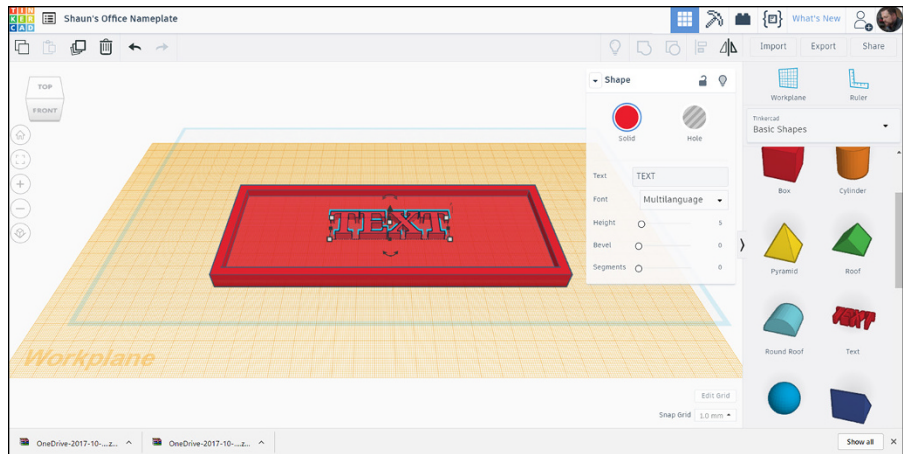 TIN
KER
CAD
Shaun's Office Nameplate
What's New
Import Export Share
TOP
FRONT
Shape
Solid Hole
Text TEXT
Font Multilanguage
Height 5
Bevel 0
Segments 0
TEXT
Workplane
Edit Grid
Snap Grid 1.0 mm
Workplane Ruler
Tinkercad
Basic Shapes
Box Cylinder
Pyramid Roof
Round Roof Text
TEXT
OneDrive-2017-10-...z... OneDrive-2017-10-...z... Show all